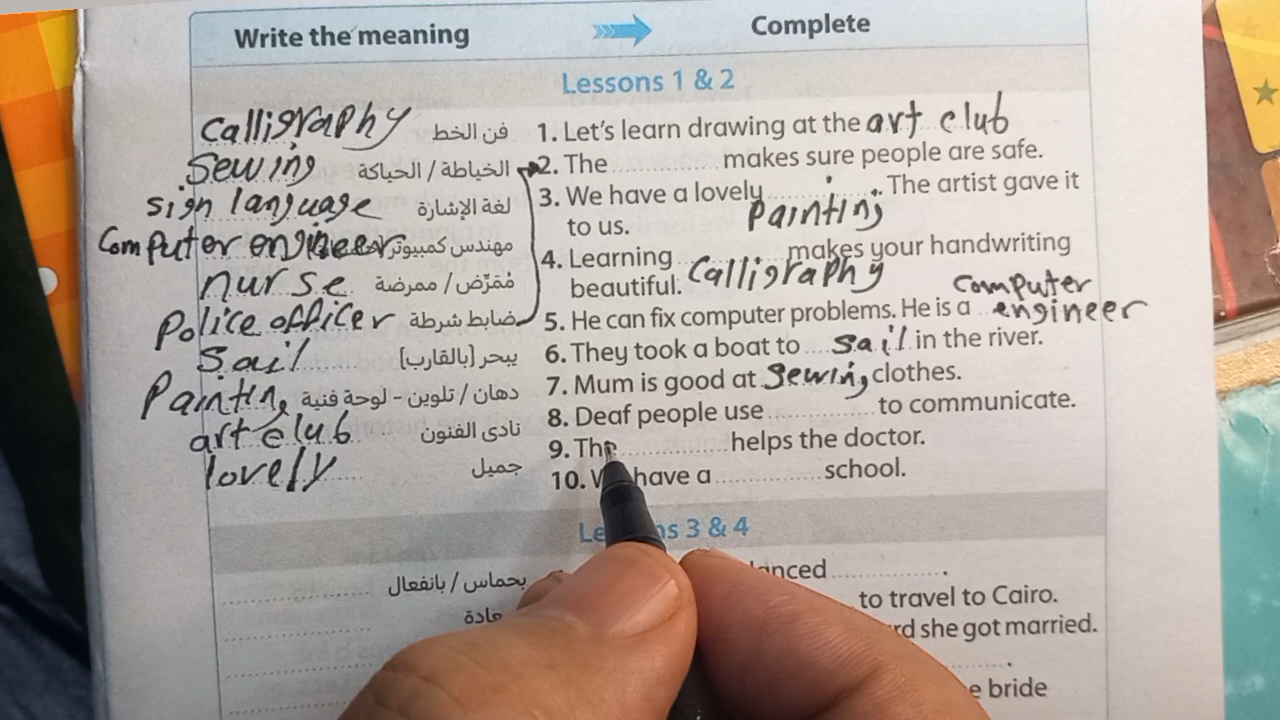 Write the meaning Complete
Lessons 1 & 2
Calligraphy فن الخط
Sewing الخياطة / الحياكة
sign language لغة الإشارة
Computer engineer مهندس كمبيوتر
nurse مُمَرِّض / ممرضة
Police officer ضابط شرطة
Sail يبحر (بالقارب)
Painting دهان / تلوين - لوحة فنية
art club نادى الفنون
lovely جميل
1. Let's learn drawing at the art club
2. The makes sure people are safe.
3. We have a lovely painting. The artist gave it
to us.
4. Learning Calligraphy makes your handwriting
beautiful.
5. He can fix computer problems. He is a computer engineer
6. They took a boat to sail in the river.
7. Mum is good at Sewing clothes.
8. Deaf people use to communicate.
9. The helps the doctor.
10. have a school.
3 & 4
بحماس / بانفعال
.
to travel to Cairo.
she got married.
.
bride